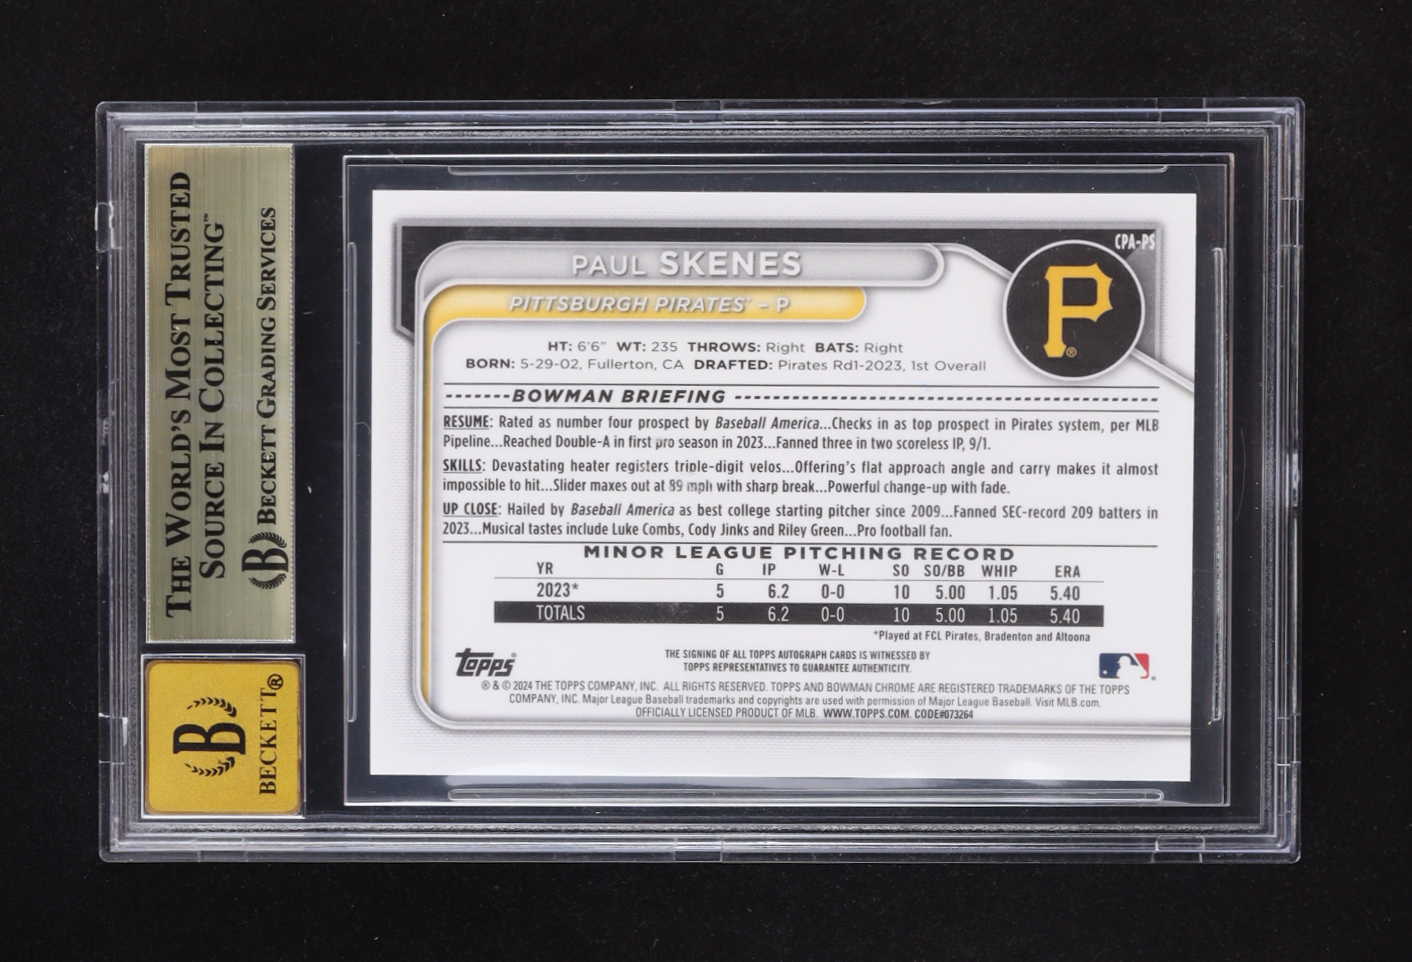 THE WORLD'S MOST TRUSTED
SOURCE IN COLLECTING™
B BECKETT GRADING SERVICES
B
BECKETT®
CPA-PS
PAUL SKENES
PITTSBURGH PIRATES® – P
P®
HT: 6'6" WT: 235 THROWS: Right BATS: Right
BORN: 5-29-02, Fullerton, CA DRAFTED: Pirates Rd1-2023, 1st Overall
BOWMAN BRIEFING
RESUME: Rated as number four prospect by Baseball America...Checks in as top prospect in Pirates system, per MLB
Pipeline...Reached Double-A in first pro season in 2023...Fanned three in two scoreless IP, 9/1.
SKILLS: Devastating heater registers triple-digit velos...Offering's flat approach angle and carry makes it almost
impossible to hit...Slider maxes out at 89 mph with sharp break...Powerful change-up with fade.
UP CLOSE: Hailed by Baseball America as best college starting pitcher since 2009...Fanned SEC-record 209 batters in
2023...Musical tastes include Luke Combs, Cody Jinks and Riley Green...Pro football fan.
MINOR LEAGUE PITCHING RECORD
YR G IP W-L SO SO/BB WHIP ERA
2023* 5 6.2 0-0 10 5.00 1.05 5.40
TOTALS 5 6.2 0-0 10 5.00 1.05 5.40
*Played at FCL Pirates, Bradenton and Altoona
Topps®
THE SIGNING OF ALL TOPPS AUTOGRAPH CARDS IS WITNESSED BY
TOPPS REPRESENTATIVES TO GUARANTEE AUTHENTICITY.
® & © 2024 THE TOPPS COMPANY, INC. ALL RIGHTS RESERVED. TOPPS AND BOWMAN CHROME ARE REGISTERED TRADEMARKS OF THE TOPPS
COMPANY, INC. Major League Baseball trademarks and copyrights are used with permission of Major League Baseball. Visit MLB.com.
OFFICIALLY LICENSED PRODUCT OF MLB. WWW.TOPPS.COM CODE#073264